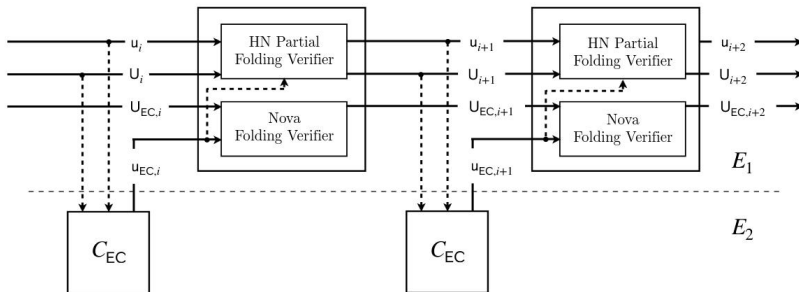 u_i
HN Partial
Folding Verifier
u_{i+1}
HN Partial
Folding Verifier
u_{i+2}
U_i
U_{i+1}
U_{i+2}
U_{EC,i}
Nova
Folding Verifier
U_{EC,i+1}
Nova
Folding Verifier
U_{EC,i+2}
u_{EC,i}
u_{EC,i+1}
E_1
E_2
C_{EC}
C_{EC}